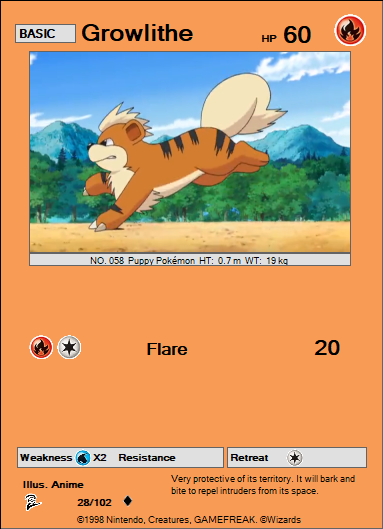 BASIC Growlithe HP 60
NO. 058 Puppy Pokémon HT: 0.7 m WT: 19 kg
Flare 20
Weakness X2 Resistance Retreat
Illus. Anime
Very protective of its territory. It will bark and
bite to repel intruders from its space.
28/102
©1998 Nintendo, Creatures, GAMEFREAK. ©Wizards